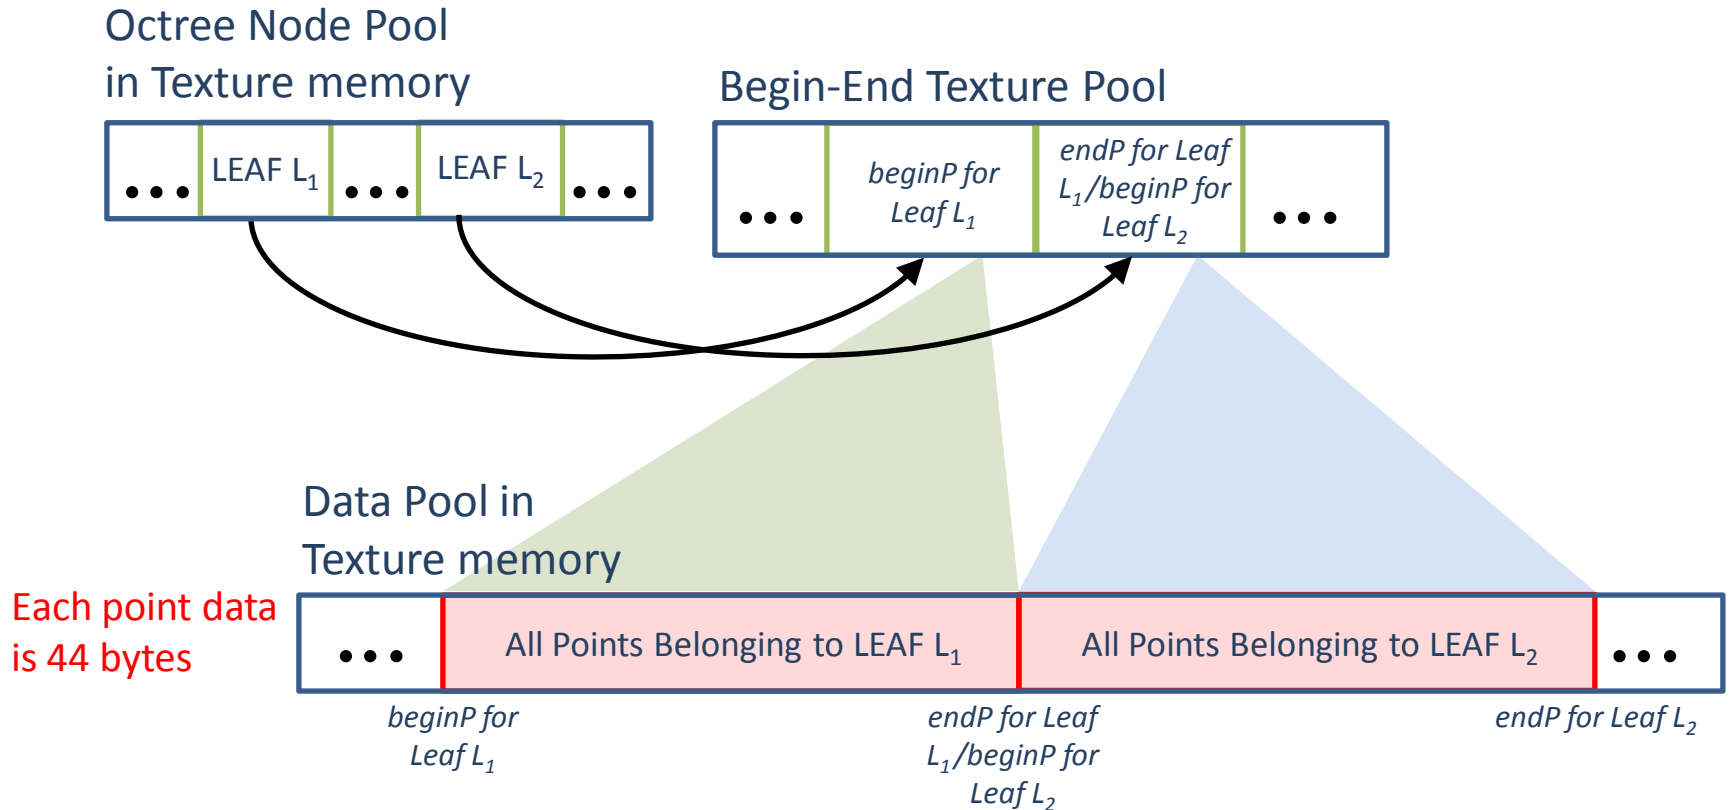 Octree Node Pool
in Texture memory
Begin-End Texture Pool
••• LEAF L₁ ••• LEAF L₂ •••
••• beginP for
Leaf L₁
endP for Leaf
L₁/beginP for
Leaf L₂
•••
Data Pool in
Texture memory
Each point data
is 44 bytes
••• All Points Belonging to LEAF L₁ All Points Belonging to LEAF L₂ •••
beginP for
Leaf L₁
endP for Leaf
L₁/beginP for
Leaf L₂
endP for Leaf L₂